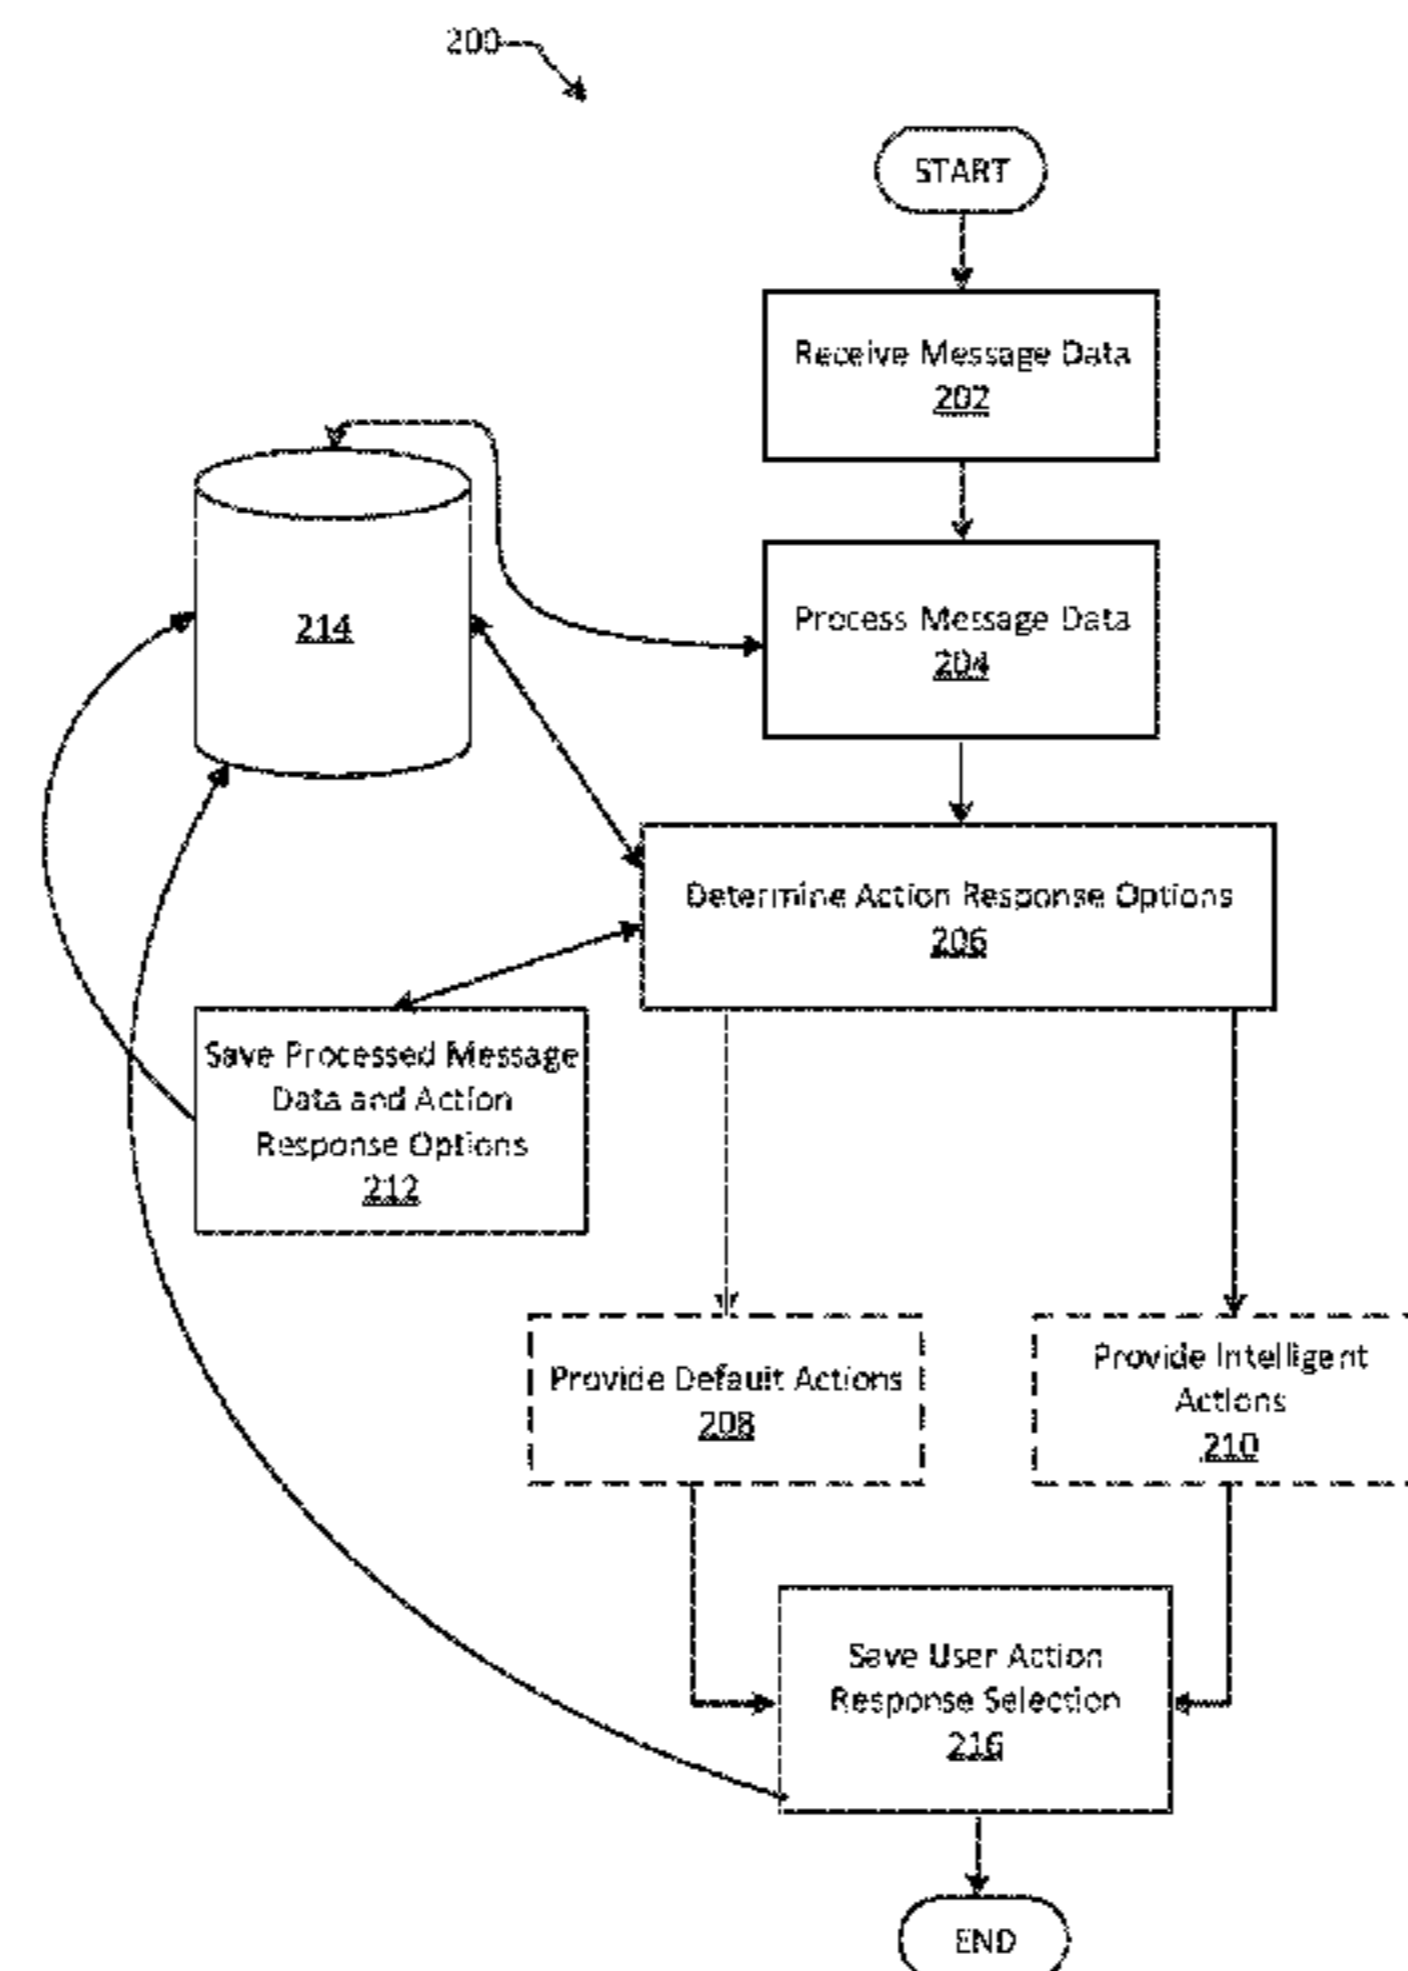 200
START
Receive Message Data
202
214
Process Message Data
204
Determine Action Response Options
206
Save Processed Message
Data and Action
Response Options
212
Provide Default Actions
208
Provide Intelligent
Actions
210
Save User Action
Response Selection
216
END